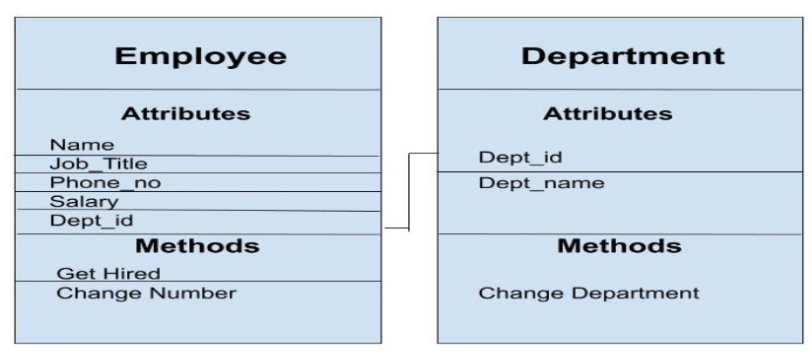 Employee
Attributes
Name
Job_Title
Phone_no
Salary
Dept_id
Methods
Get Hired
Change Number
Department
Attributes
Dept_id
Dept_name
Methods
Change Department